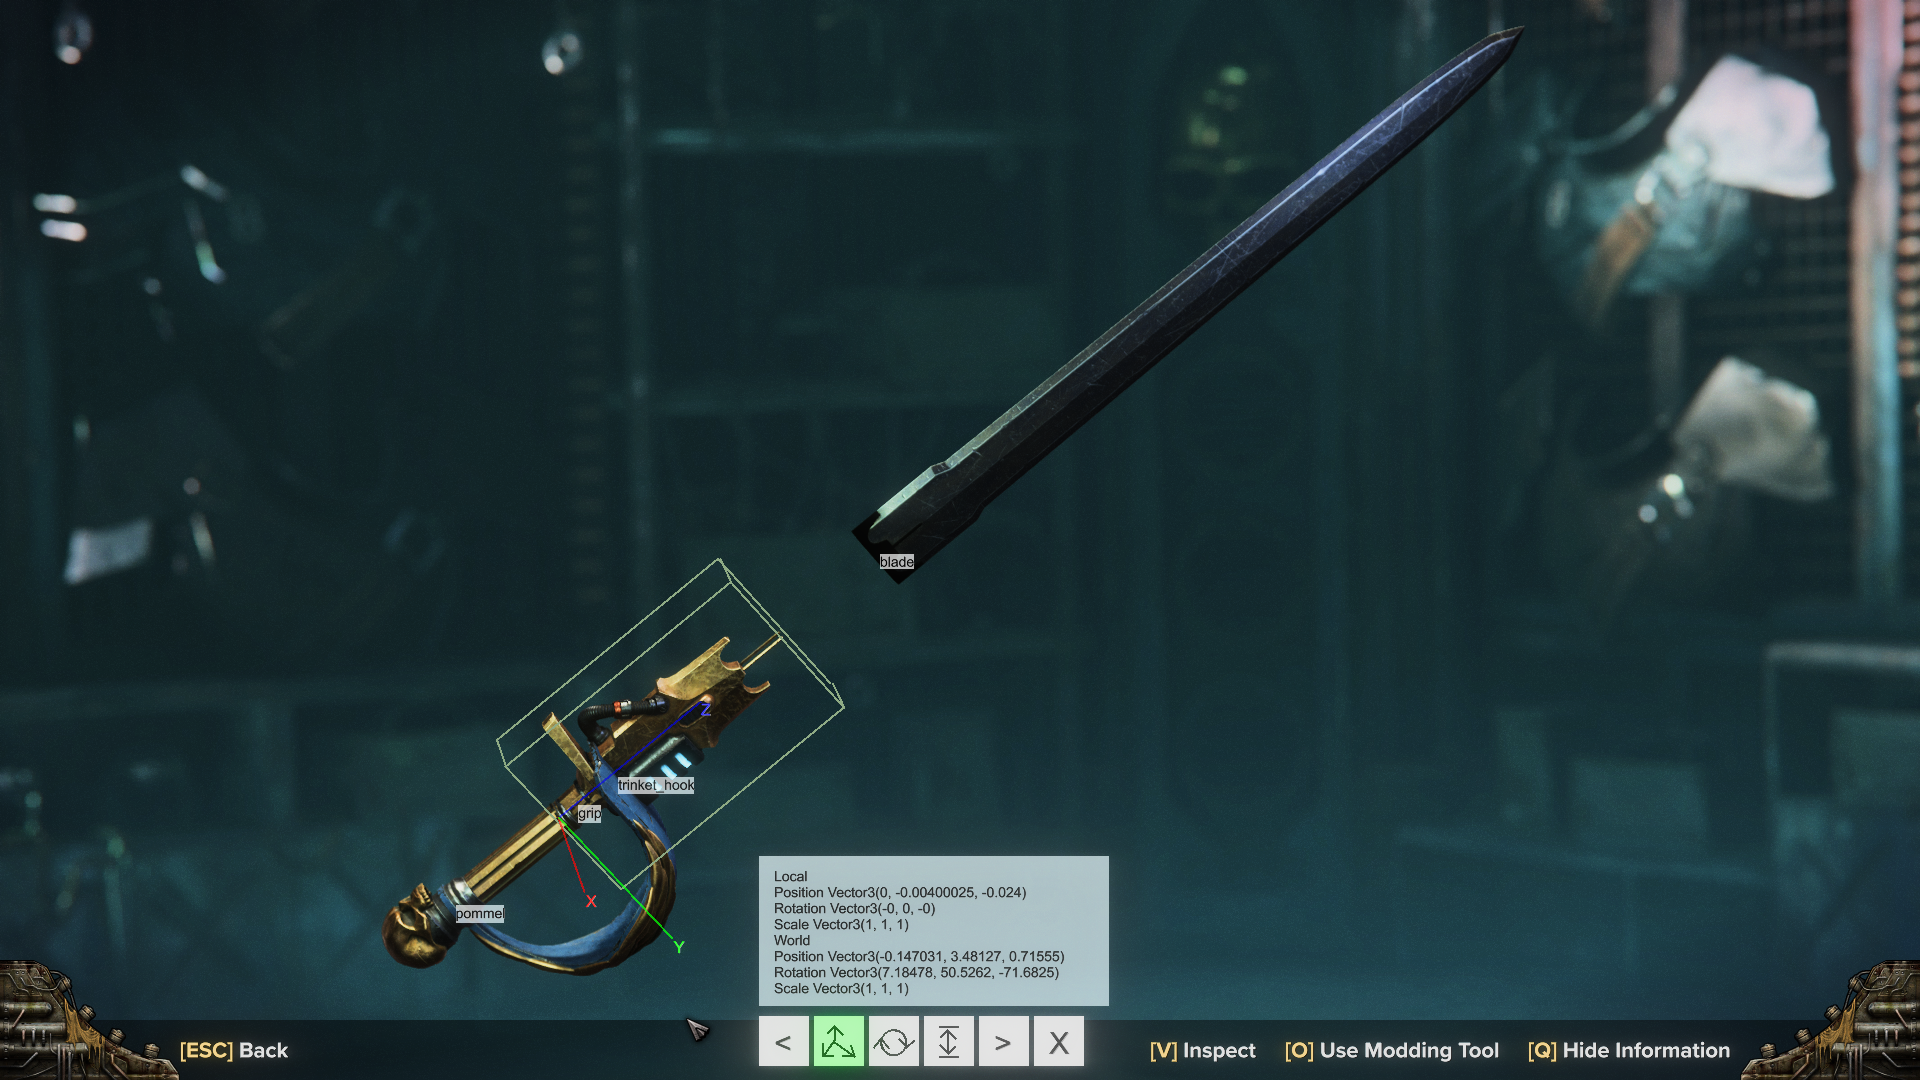 blade
Z
trinket_hook
grip
X
pommel
Y
Local
Position Vector3(0, -0.00400025, -0.024)
Rotation Vector3(-0, 0, -0)
Scale Vector3(1, 1, 1)
World
Position Vector3(-0.147031, 3.48127, 0.71555)
Rotation Vector3(7.18478, 50.5262, -71.6825)
Scale Vector3(1, 1, 1)
< > X
[ESC] Back
[V] Inspect [O] Use Modding Tool [Q] Hide Information